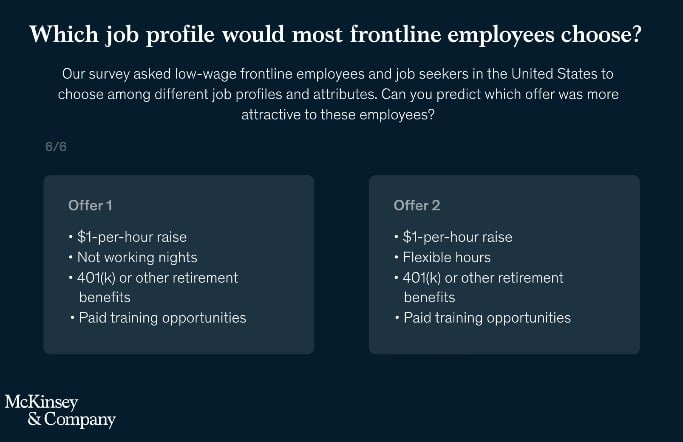 Which job profile would most frontline employees choose?
Our survey asked low-wage frontline employees and job seekers in the United States to
choose among different job profiles and attributes. Can you predict which offer was more
attractive to these employees?
6/6
Offer 1
• $1-per-hour raise
• Not working nights
• 401(k) or other retirement
benefits
• Paid training opportunities
Offer 2
• $1-per-hour raise
• Flexible hours
• 401(k) or other retirement
benefits
• Paid training opportunities
McKinsey
& Company